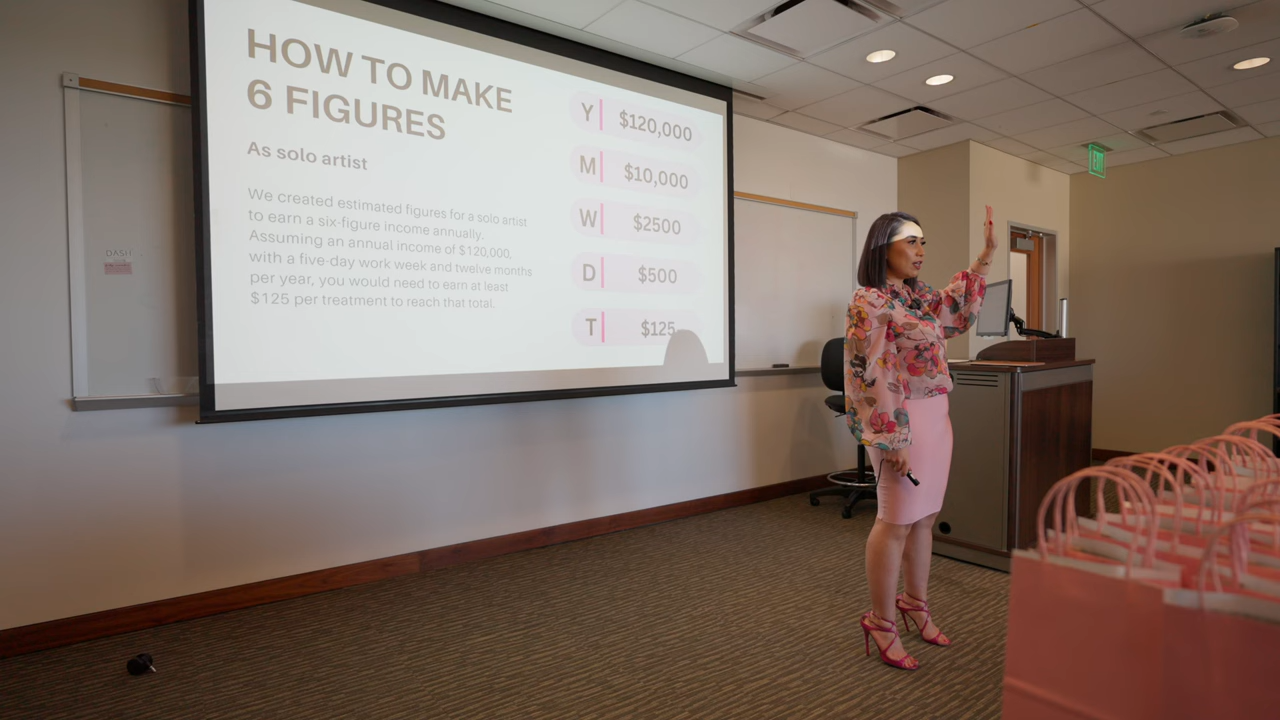 HOW TO MAKE
6 FIGURES
As solo artist
We created estimated figures for a solo artist
to earn a six-figure income annually.
Assuming an annual income of $120,000,
with a five-day work week and twelve months
per year, you would need to earn at least
$125 per treatment to reach that total.
Y $120,000
M $10,000
W $2500
D $500
T $125
DASH
EXIT